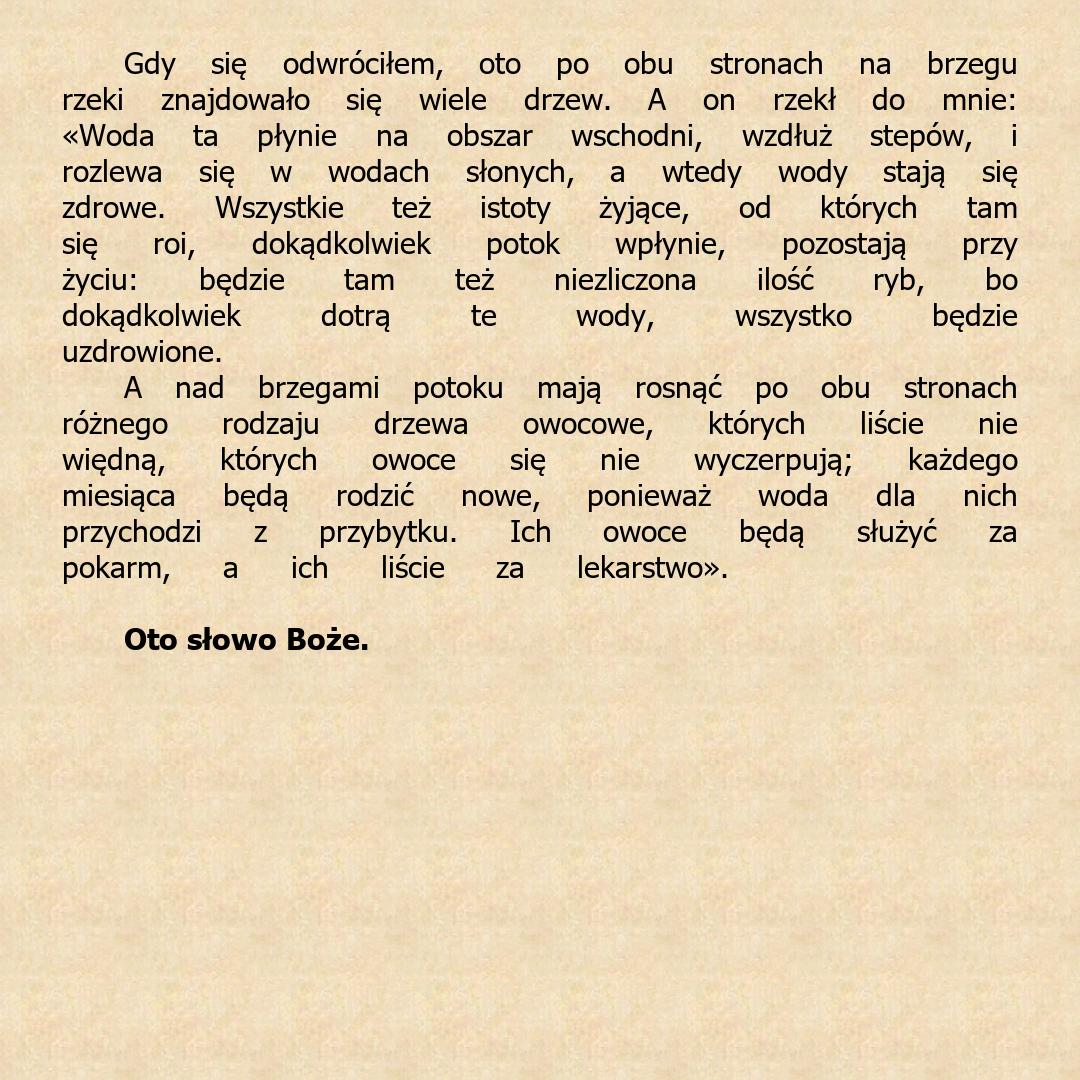 Gdy się odwróciłem, oto po obu stronach na brzegu
rzeki znajdowało się wiele drzew. A on rzekł do mnie:
«Woda ta płynie na obszar wschodni, wzdłuż stepów, i
rozlewa się w wodach słonych, a wtedy wody stają się
zdrowe. Wszystkie też istoty żyjące, od których tam
się roi, dokądkolwiek potok wpłynie, pozostają przy
życiu: będzie tam też niezliczona ilość ryb, bo
dokądkolwiek dotrą te wody, wszystko będzie
uzdrowione.
A nad brzegami potoku mają rosnąć po obu stronach
różnego rodzaju drzewa owocowe, których liście nie
więdną, których owoce się nie wyczerpują; każdego
miesiąca będą rodzić nowe, ponieważ woda dla nich
przychodzi z przybytku. Ich owoce będą służyć za
pokarm, a ich liście za lekarstwo».
Oto słowo Boże.